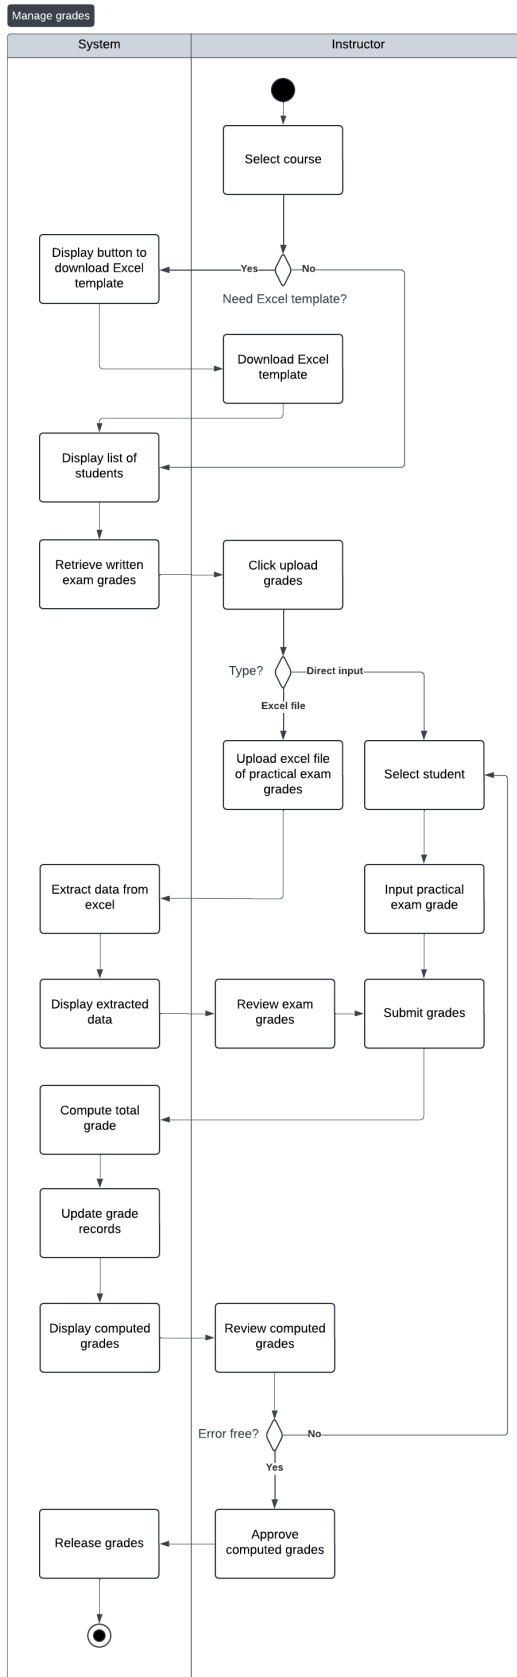 Manage grades
System
Instructor
Select course
Display button to
download Excel
template
Yes
No
Need Excel template?
Download Excel
template
Display list of
students
Retrieve written
exam grades
Click upload
grades
Type?
Direct input
Excel file
Upload excel file
of practical exam
grades
Select student
Extract data from
excel
Input practical
exam grade
Display extracted
data
Review exam
grades
Submit grades
Compute total
grade
Update grade
records
Display computed
grades
Review computed
grades
Error free?
No
Yes
Release grades
Approve
computed grades